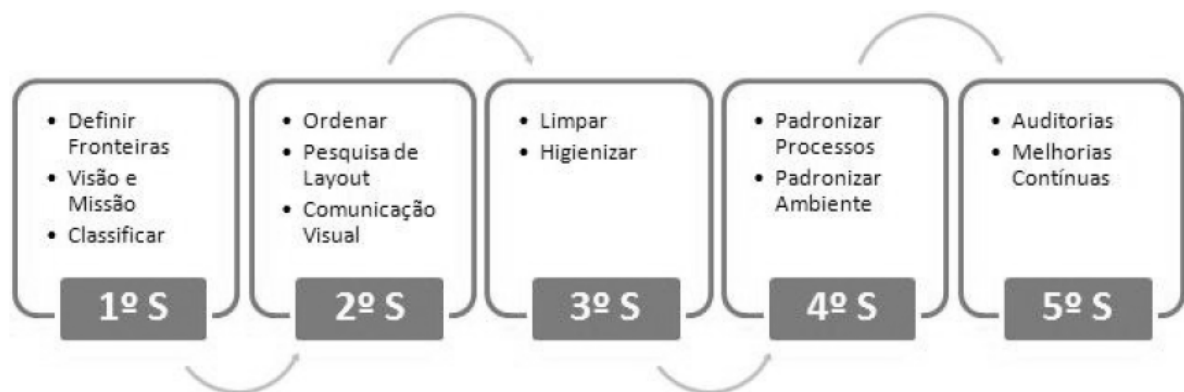 • Definir
Fronteiras
• Visão e
Missão
• Classificar
1º S
• Ordenar
• Pesquisa de
Layout
• Comunicação
Visual
2º S
• Limpar
• Higienizar
3º S
• Padronizar
Processos
• Padronizar
Ambiente
4º S
• Auditorias
• Melhorias
Contínuas
5º S